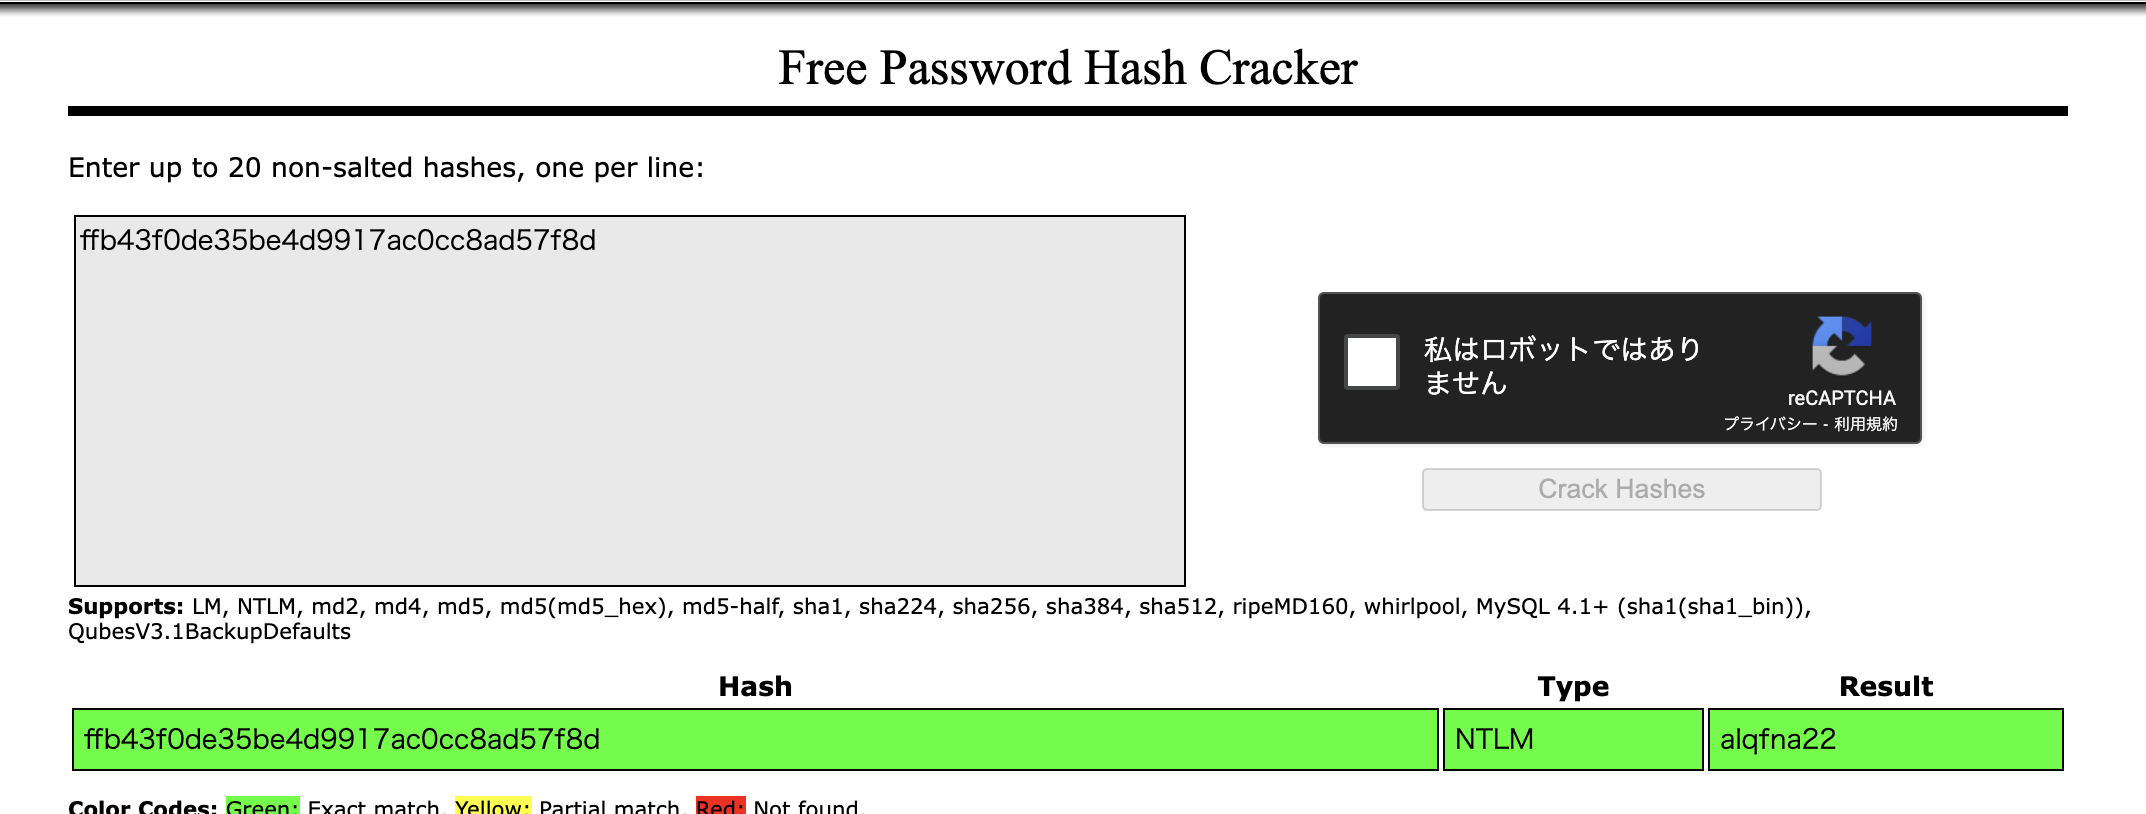 Free Password Hash Cracker
Enter up to 20 non-salted hashes, one per line:
ffb43f0de35be4d9917ac0cc8ad57f8d
私はロボットではあり
ません
reCAPTCHA
プライバシー - 利用規約
Crack Hashes
Supports: LM, NTLM, md2, md4, md5, md5(md5_hex), md5-half, sha1, sha224, sha256, sha384, sha512, ripeMD160, whirlpool, MySQL 4.1+ (sha1(sha1_bin)),
QubesV3.1BackupDefaults
Hash Type Result
ffb43f0de35be4d9917ac0cc8ad57f8d NTLM alqfna22
Color Codes: Green: Exact match, Yellow: Partial match, Red: Not found.